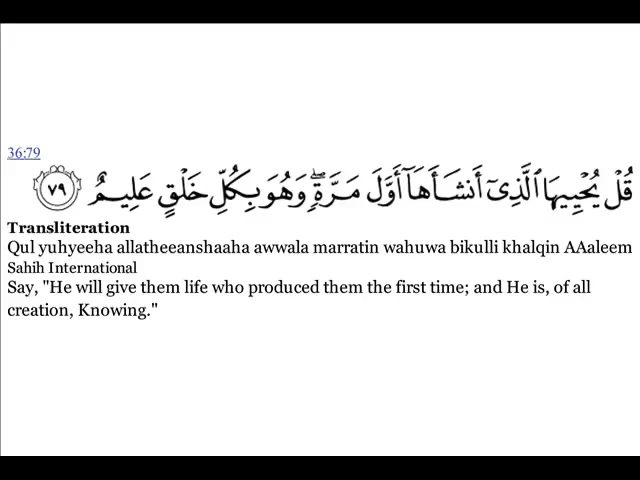 36:79
قُلْ يُحْيِيهَا ٱلَّذِىٓ أَنشَأَهَآ أَوَّلَ مَرَّةٍۢ ۖ وَهُوَ بِكُلِّ خَلْقٍ عَلِيمٌ ٧٩
Transliteration
Qul yuhyeeha allatheeanshaaha awwala marratin wahuwa bikulli khalqin AAaleem
Sahih International
Say, "He will give them life who produced them the first time; and He is, of all
creation, Knowing."